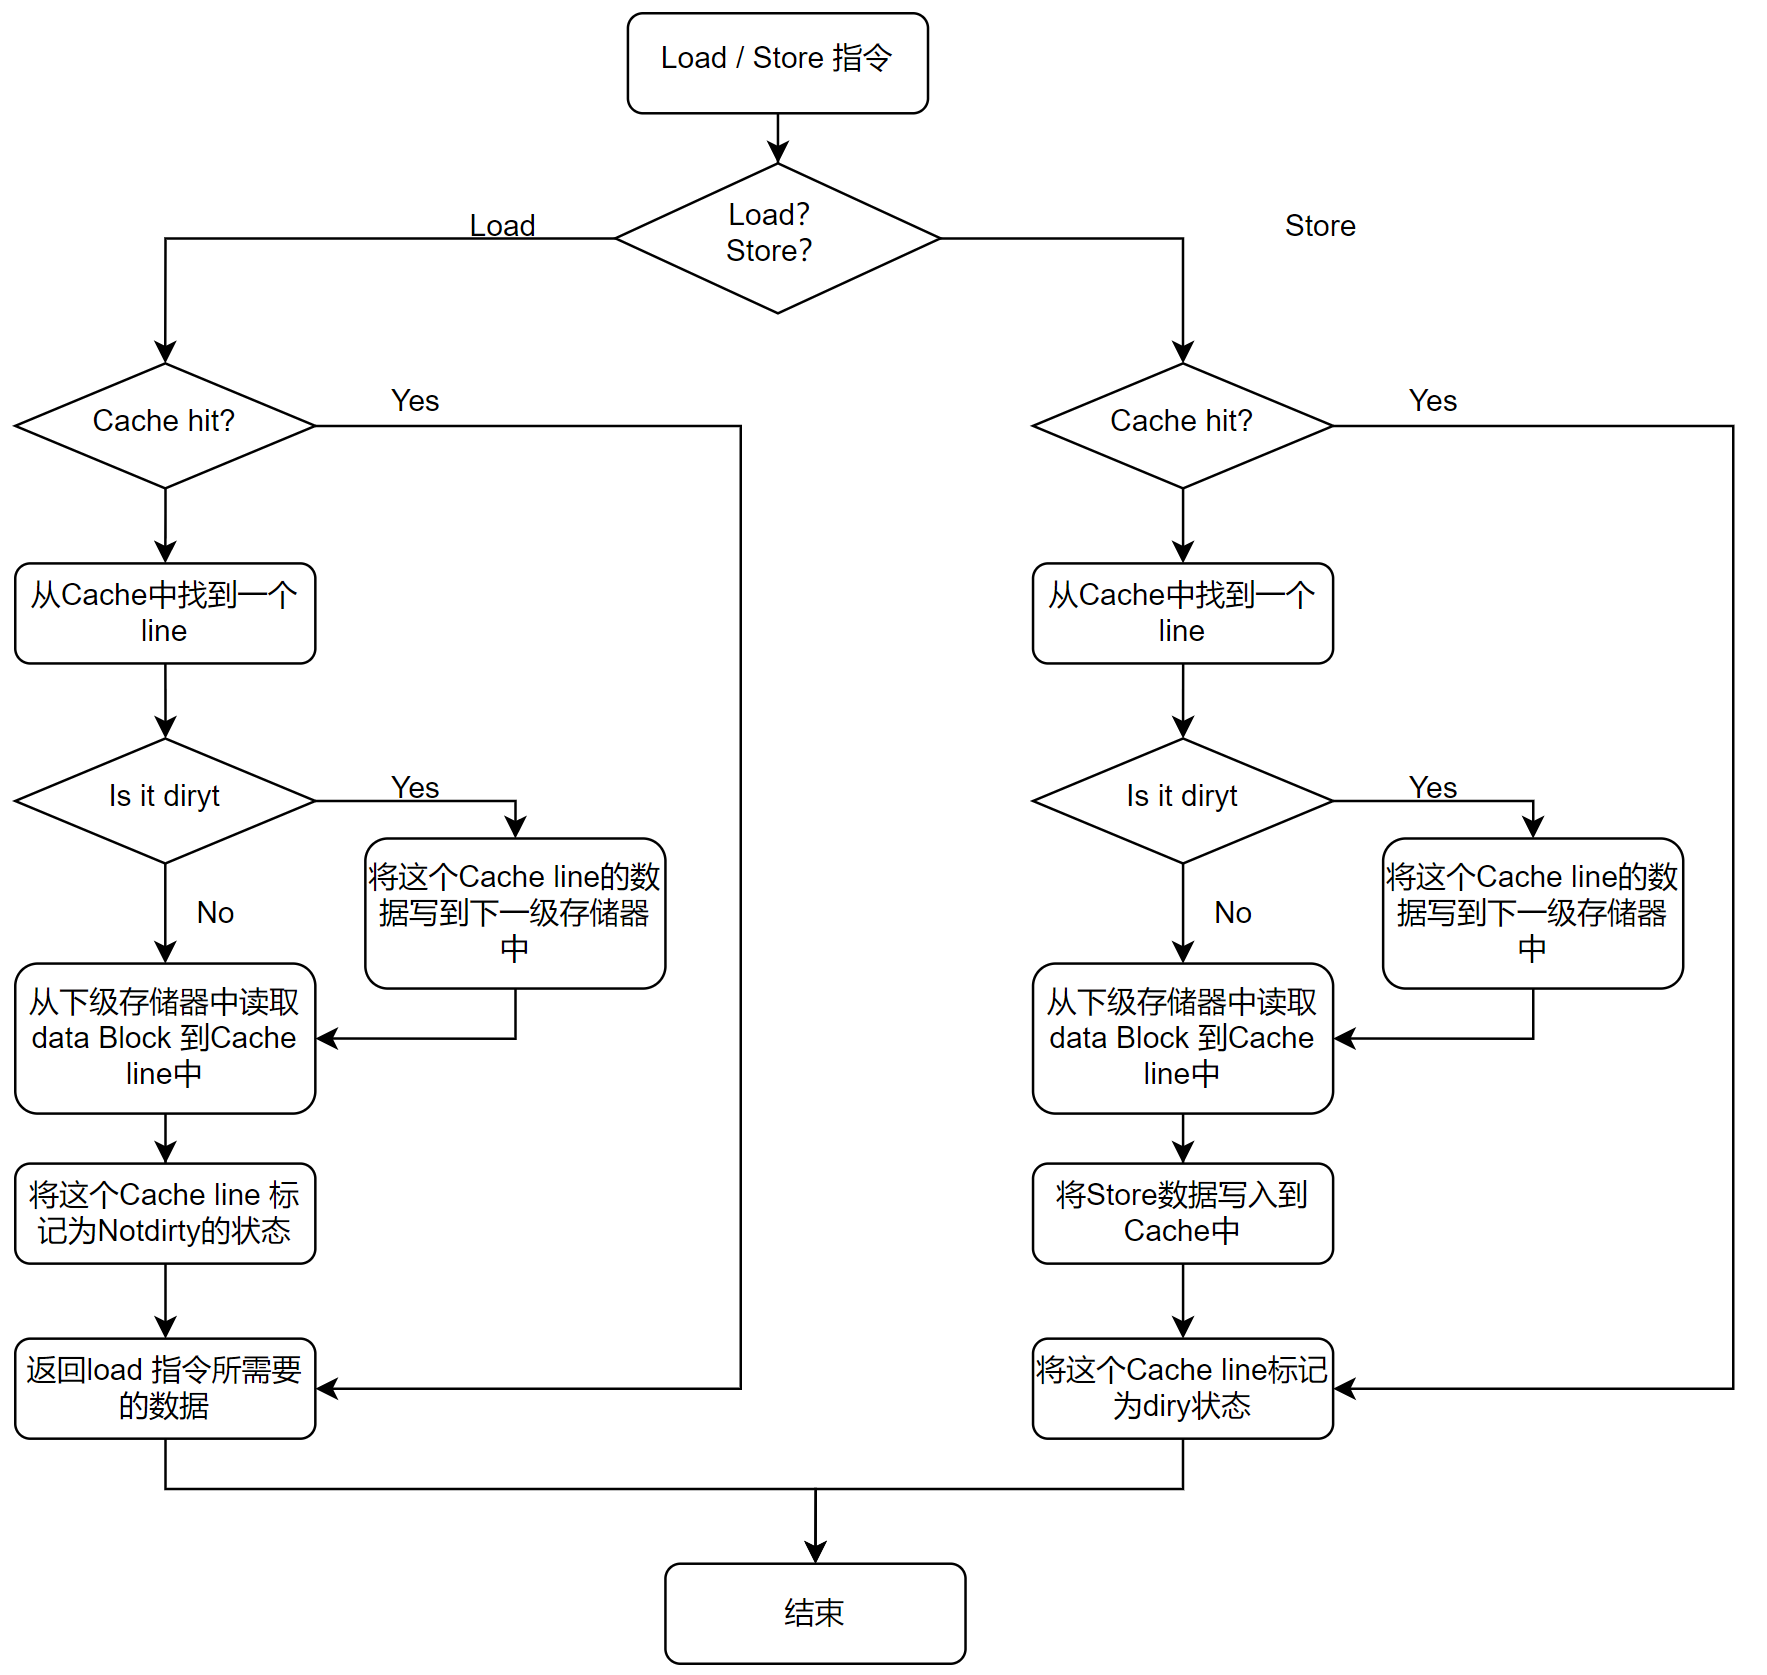 Load / Store 指令
Load?
Store?
Load
Store
Cache hit?
Yes
从Cache中找到一个
line
Is it diryt
Yes
将这个Cache line的数
据写到下一级存储器
中
No
从下级存储器中读取
data Block 到Cache
line中
将这个Cache line 标
记为Notdirty的状态
返回load 指令所需要
的数据
Cache hit?
Yes
从Cache中找到一个
line
Is it diryt
Yes
将这个Cache line的数
据写到下一级存储器
中
No
从下级存储器中读取
data Block 到Cache
line中
将Store数据写入到
Cache中
将这个Cache line标记
为diry状态
结束